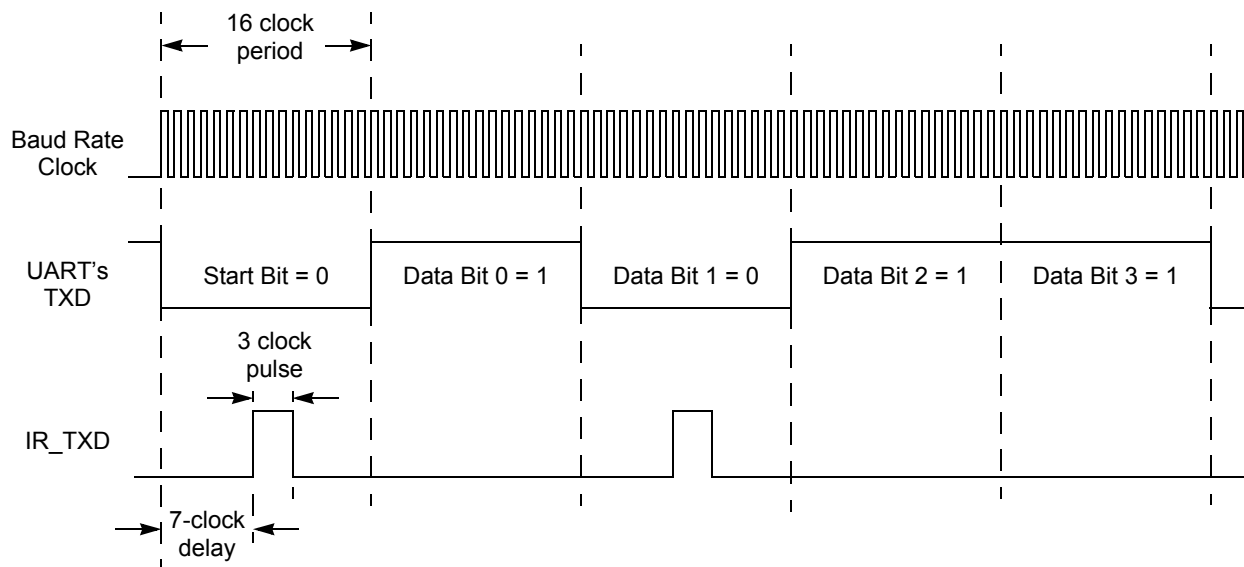 16 clock
period
Baud Rate
Clock
UART's
TXD
Start Bit = 0
Data Bit 0 = 1
Data Bit 1 = 0
Data Bit 2 = 1
Data Bit 3 = 1
3 clock
pulse
IR_TXD
7-clock
delay